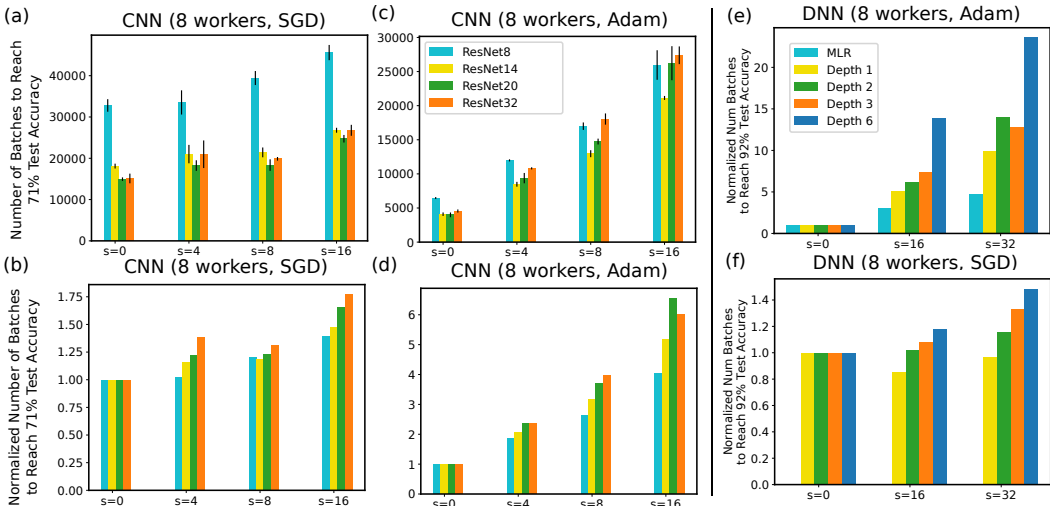 (a)
CNN (8 workers, SGD)
Number of Batches to Reach
71% Test Accuracy
40000
30000
20000
10000
0
s=0
s=4
s=8
s=16
(b)
CNN (8 workers, SGD)
Normalized Number of Batches
to Reach 71% Test Accuracy
1.75
1.50
1.25
1.00
0.75
0.50
0.25
0.00
s=0
s=4
s=8
s=16
(c)
CNN (8 workers, Adam)
30000
25000
20000
15000
10000
5000
0
ResNet8
ResNet14
ResNet20
ResNet32
s=0
s=4
s=8
s=16
(d)
CNN (8 workers, Adam)
6
5
4
3
2
1
0
s=0
s=4
s=8
s=16
(e)
DNN (8 workers, Adam)
Normalized Num Batches
to Reach 92% Test Accuracy
20
15
10
5
0
MLR
Depth 1
Depth 2
Depth 3
Depth 6
s=0
s=16
s=32
(f)
DNN (8 workers, SGD)
Normalized Num Batches
to Reach 92% Test Accuracy
1.4
1.2
1.0
0.8
0.6
0.4
0.2
0.0
s=0
s=16
s=32